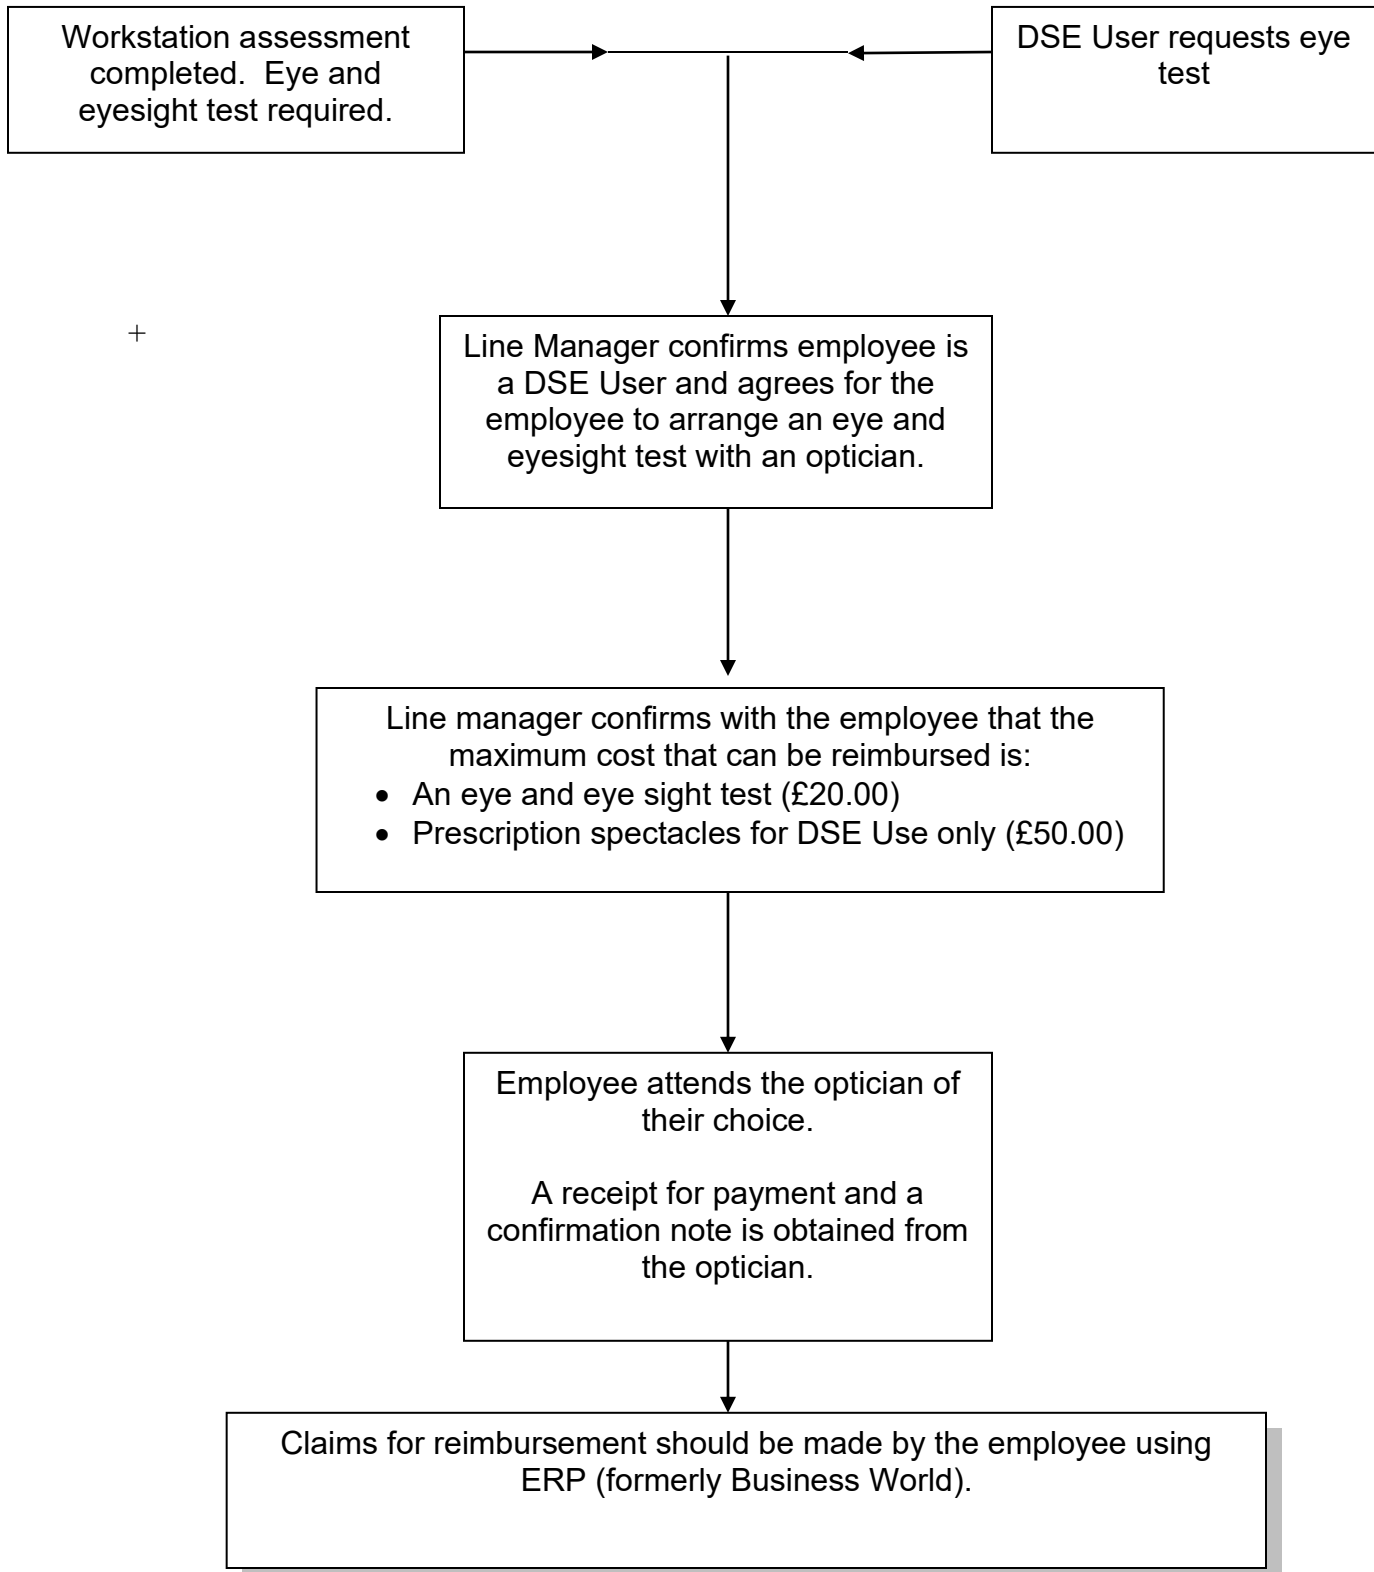 Workstation assessment
completed.  Eye and
eyesight test required.
DSE User requests eye
test
+
Line Manager confirms employee is
a DSE User and agrees for the
employee to arrange an eye and
eyesight test with an optician.
Line manager confirms with the employee that the
maximum cost that can be reimbursed is:
• An eye and eye sight test (£20.00)
• Prescription spectacles for DSE Use only (£50.00)
Employee attends the optician of
their choice.
A receipt for payment and a
confirmation note is obtained from
the optician.
Claims for reimbursement should be made by the employee using
ERP (formerly Business World).